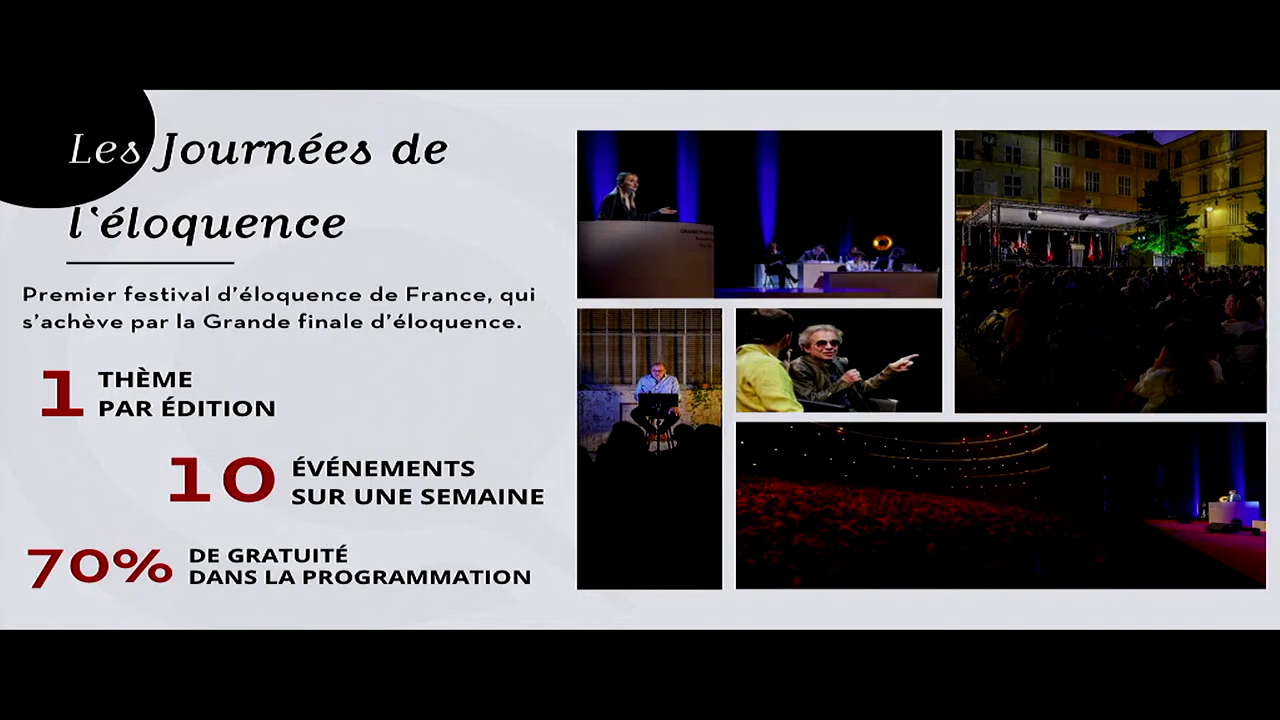 Les Journées de
l‘éloquence
Premier festival d’éloquence de France, qui
s’achève par la Grande finale d’éloquence.
1 THÈME
PAR ÉDITION
10 ÉVÉNEMENTS
SUR UNE SEMAINE
70% DE GRATUITÉ
DANS LA PROGRAMMATION